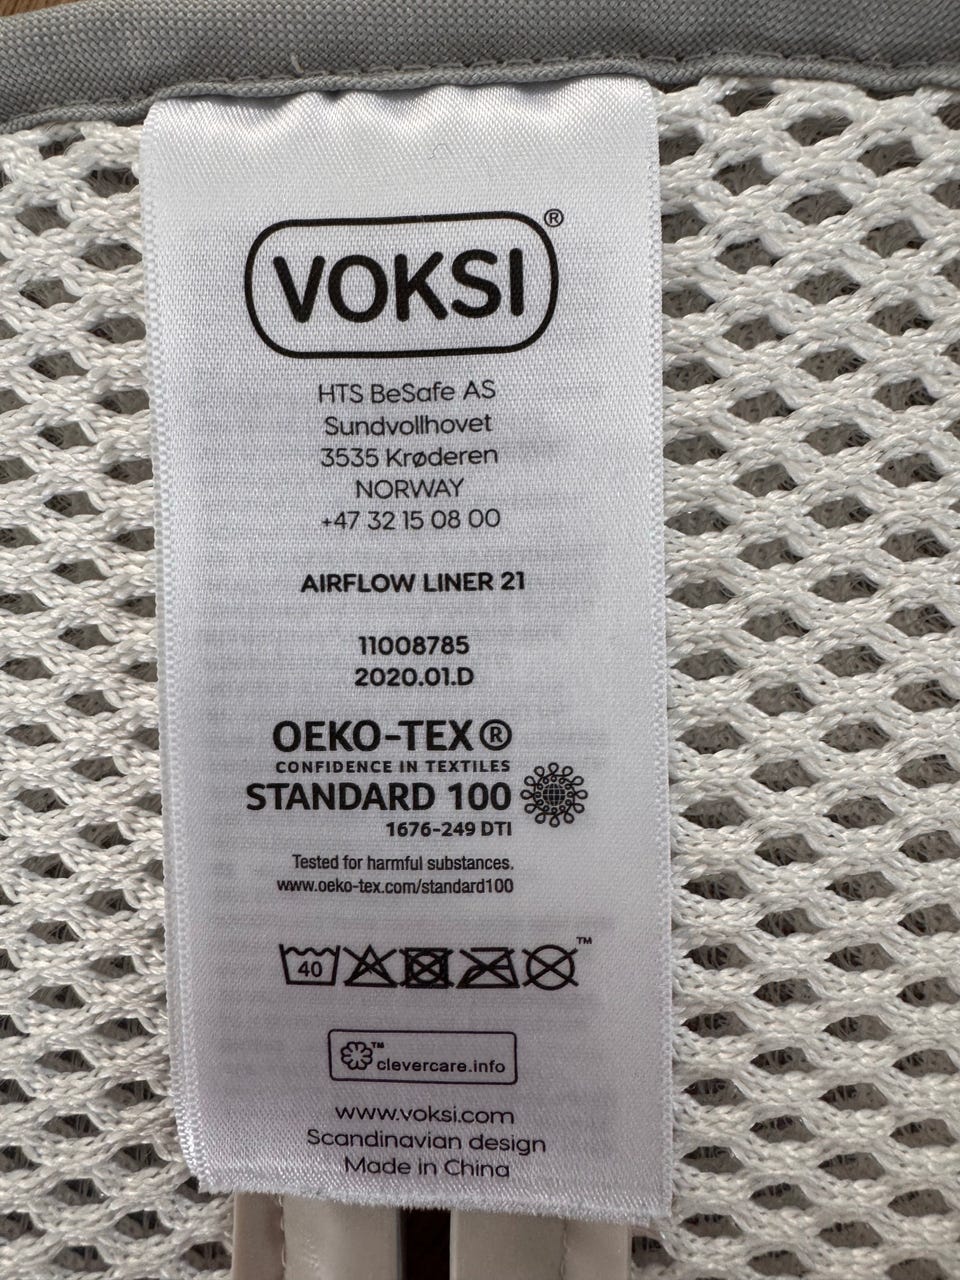 VOKSI®
HTS BeSafe AS
Sundvollhovet
3535 Krøderen
NORWAY
+47 32 15 08 00
AIRFLOW LINER 21
11008785
2020.01.D
OEKO-TEX®
CONFIDENCE IN TEXTILES
STANDARD 100
1676-249 DTI
Tested for harmful substances.
www.oeko-tex.com/standard100
40 ™
™ clevercare.info
www.voksi.com
Scandinavian design
Made in China